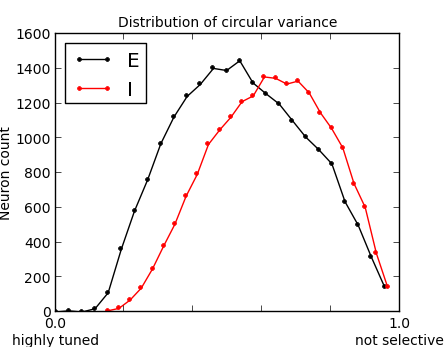 Distribution of circular variance
1600
1400
1200
1000
800
600
400
200
0
Neuron count
E
I
0.0
1.0
highly tuned
not selective